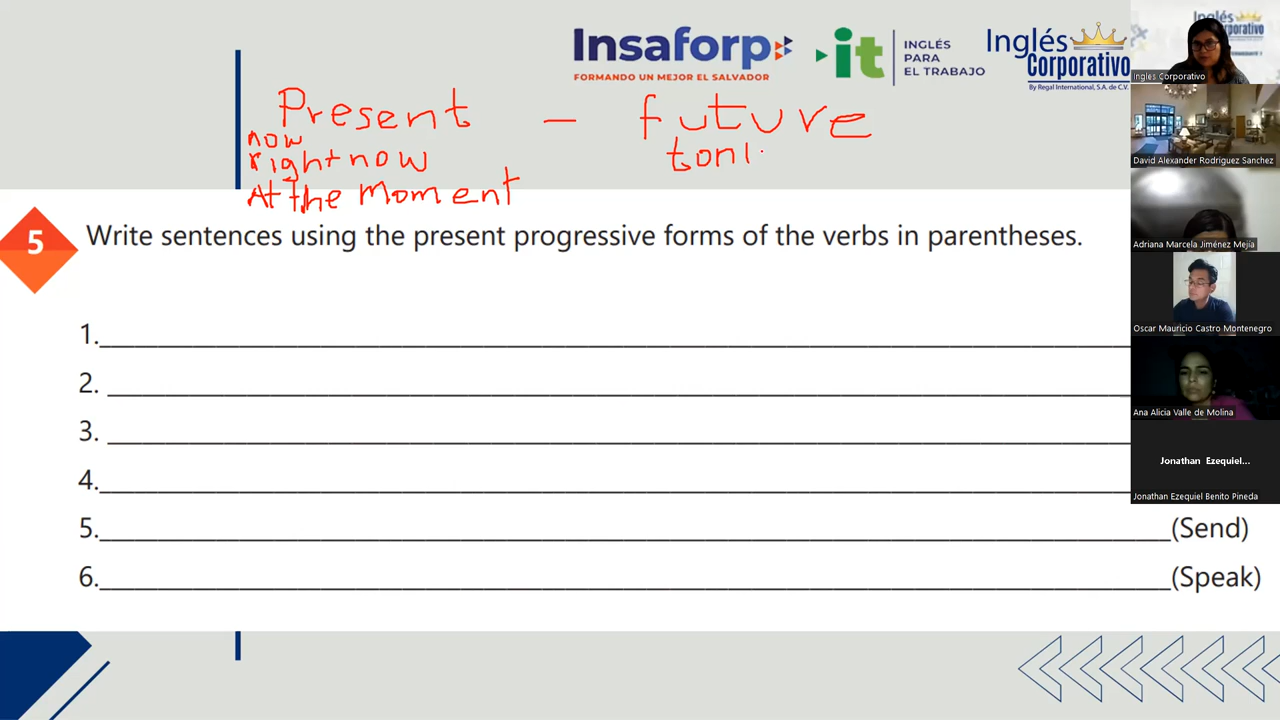 Insaforp
FORMANDO UN MEJOR EL SALVADOR
it
INGLÉS
PARA
EL TRABAJO
Inglés
Corporativo
By Regal International, S.A. de C.V.
Present - future
now
right now
At the Moment
toni
5
Write sentences using the present progressive forms of the verbs in parentheses.
1.
2.
3.
4.
5. (Send)
6. (Speak)
Ingles Corporativo
David Alexander Rodriguez Sanchez
Adriana Marcela Jiménez Mejía
Oscar Mauricio Castro Montenegro
Ana Alicia Valle de Molina
Jonathan Ezequiel...
Jonathan Ezequiel Benito Pineda